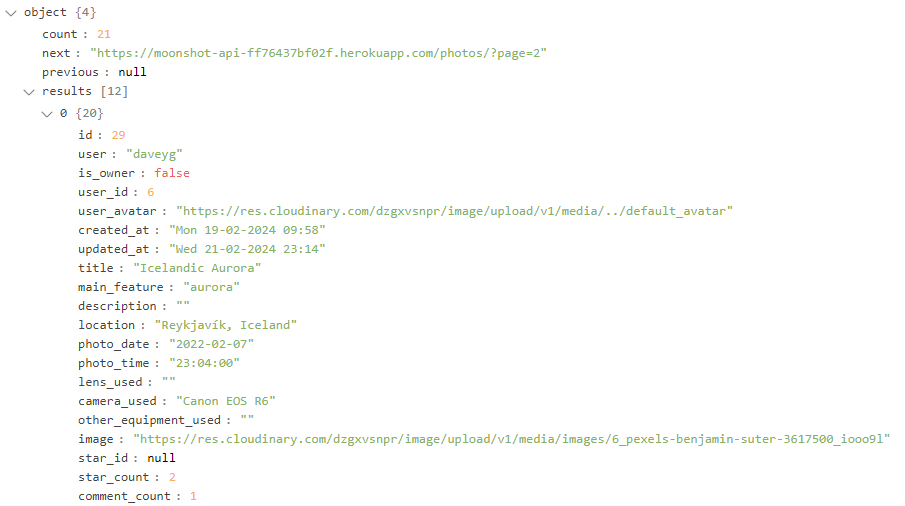 object {4}
count : 21
next : "https://moonshot-api-ff76437bf02f.herokuapp.com/photos/?page=2"
previous : null
results [12]
0 {20}
id : 29
user : "daveyg"
is_owner : false
user_id : 6
user_avatar : "https://res.cloudinary.com/dzgxvsnpr/image/upload/v1/media/../default_avatar"
created_at : "Mon 19-02-2024 09:58"
updated_at : "Wed 21-02-2024 23:14"
title : "Icelandic Aurora"
main_feature : "aurora"
description : ""
location : "Reykjavík, Iceland"
photo_date : "2022-02-07"
photo_time : "23:04:00"
lens_used : ""
camera_used : "Canon EOS R6"
other_equipment_used : ""
image : "https://res.cloudinary.com/dzgxvsnpr/image/upload/v1/media/images/6_pexels-benjamin-suter-3617500_iooo9l"
star_id : null
star_count : 2
comment_count : 1